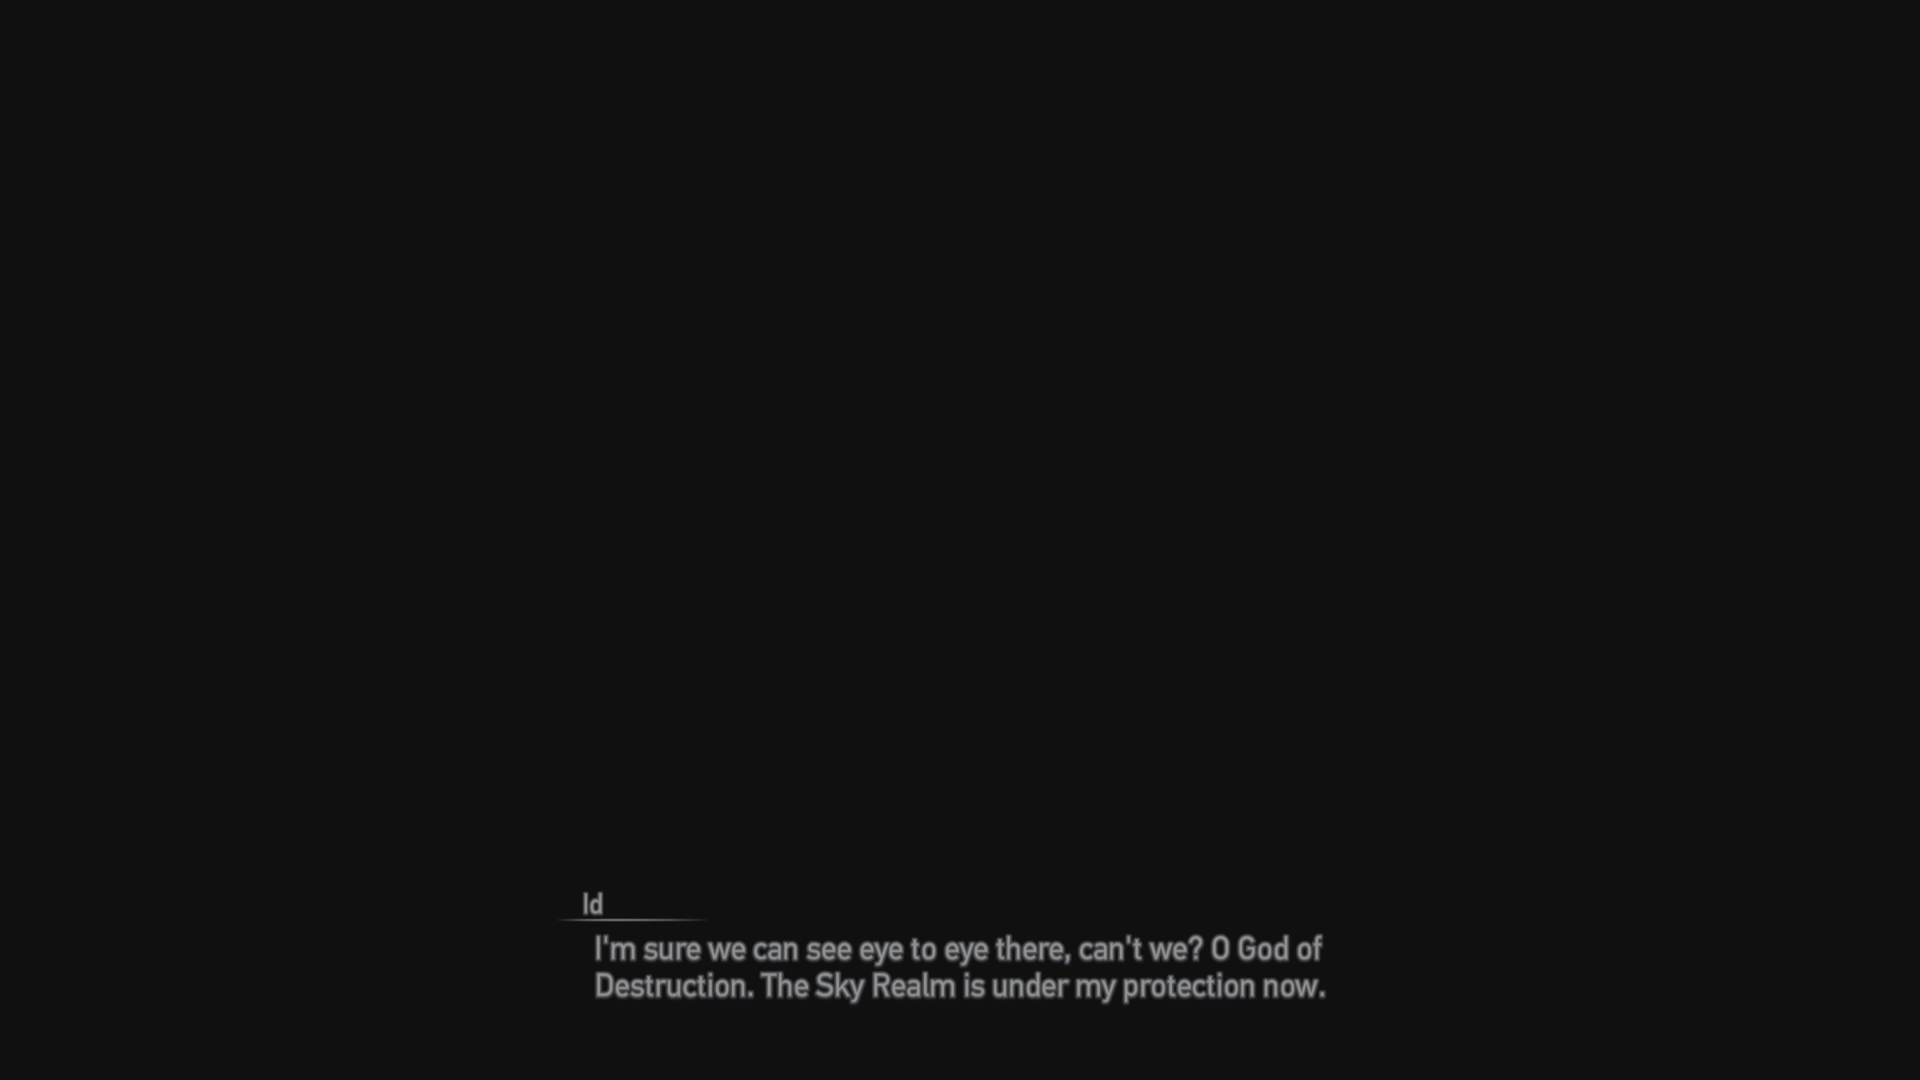 Id
I'm sure we can see eye to eye there, can't we? O God of
Destruction. The Sky Realm is under my protection now.